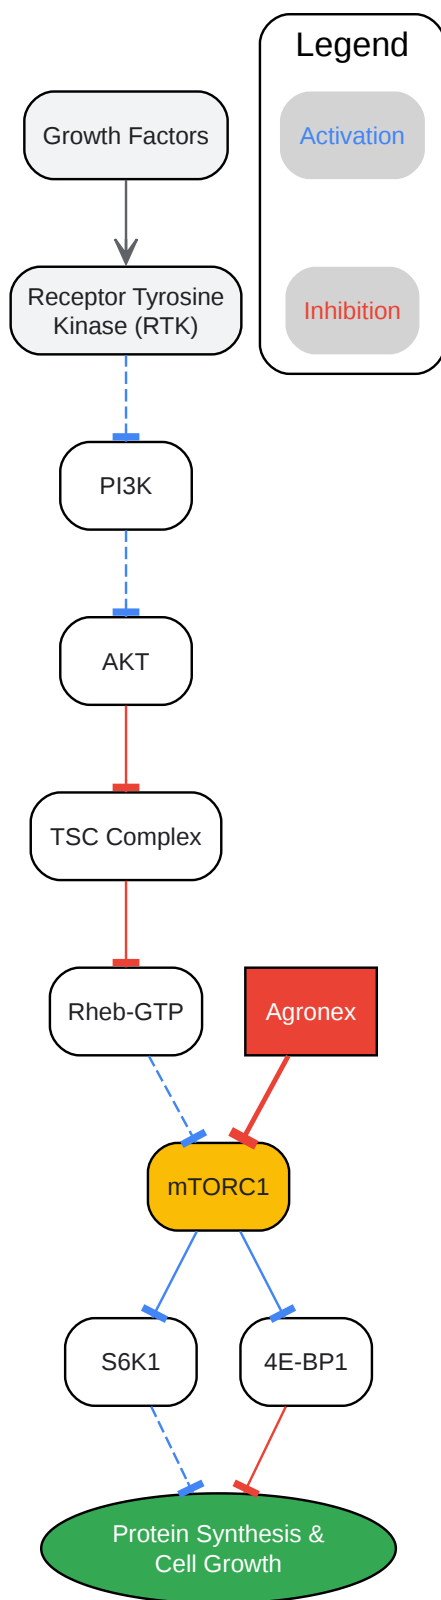 Legend
Growth Factors
Activation
Receptor Tyrosine
Kinase (RTK)
Inhibition
PI3K
AKT
TSC Complex
Rheb-GTP
Agronex
mTORC1
S6K1
4E-BP1
Protein Synthesis &
Cell Growth